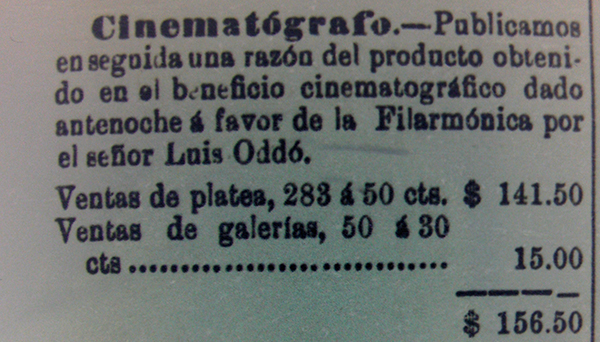 Cinematógrafo.—Publicamos
en seguida una razón del producto obteni-
do en el beneficio cinematográfico dado
antenoche á favor de la Filarmónica por
el señor Luis Oddó.
Ventas de platea, 283 á 50 cts. $ 141.50
Ventas de galerías, 50 á 30
cts ................................ 15.00
$ 156.50